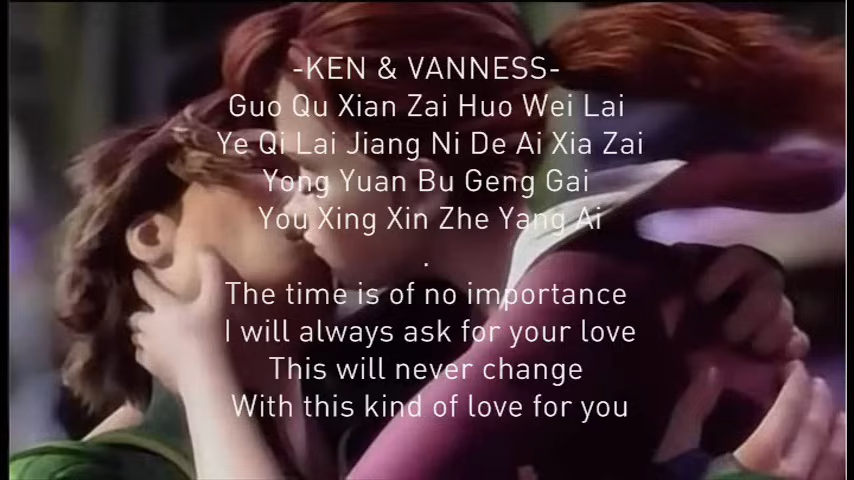 -KEN & VANNESS-
Guo Qu Xian Zai Huo Wei Lai
Ye Qi Lai Jiang Ni De Ai Xia Zai
Yong Yuan Bu Geng Gai
You Xing Xin Zhe Yang Ai
.
The time is of no importance
I will always ask for your love
This will never change
With this kind of love for you